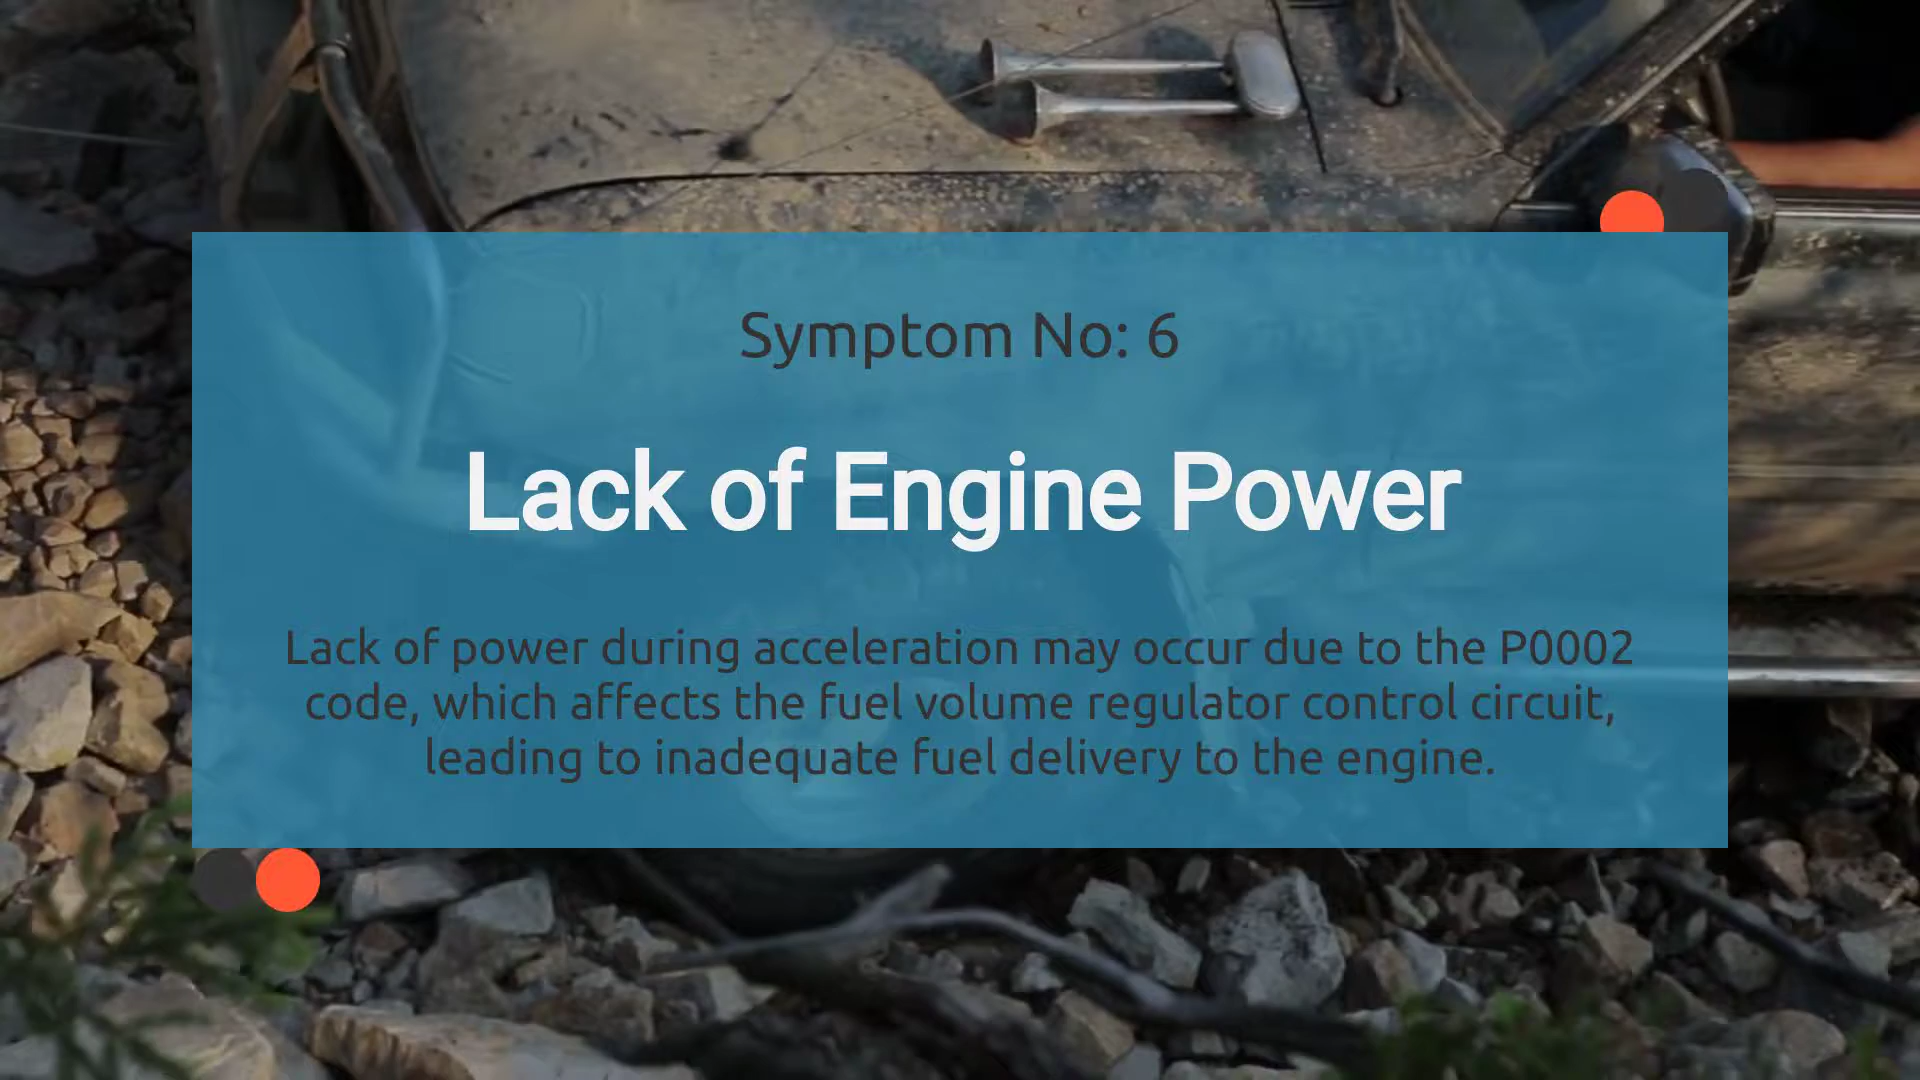 Symptom No: 6
Lack of Engine Power
Lack of power during acceleration may occur due to the P0002
code, which affects the fuel volume regulator control circuit,
leading to inadequate fuel delivery to the engine.